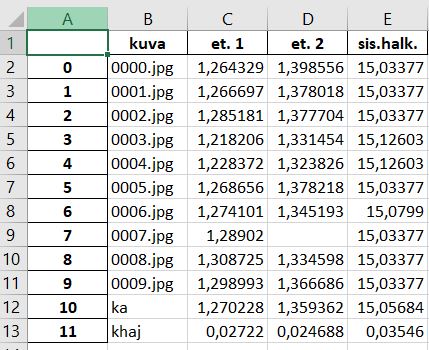 A B C D E
1 kuva et. 1 et. 2 sis.halk.
2 0 0000.jpg 1,264329 1,398556 15,03377
3 1 0001.jpg 1,266697 1,378018 15,03377
4 2 0002.jpg 1,285181 1,377704 15,03377
5 3 0003.jpg 1,218206 1,331454 15,12603
6 4 0004.jpg 1,228372 1,323826 15,12603
7 5 0005.jpg 1,268656 1,378218 15,03377
8 6 0006.jpg 1,274101 1,345193 15,0799
9 7 0007.jpg 1,28902 15,03377
10 8 0008.jpg 1,308725 1,334598 15,03377
11 9 0009.jpg 1,298993 1,366686 15,03377
12 10 ka 1,270228 1,359362 15,05684
13 11 khaj 0,02722 0,024688 0,03546